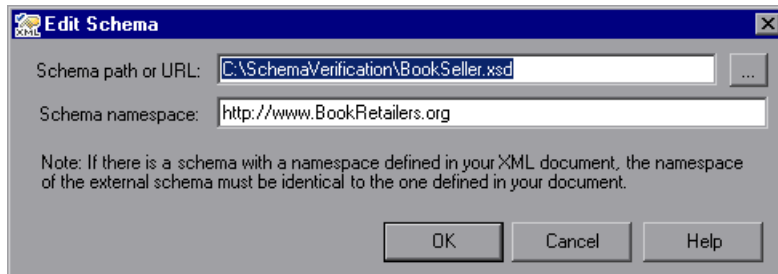 XML Edit Schema
Schema path or URL: C:\SchemaVerification\BookSeller.xsd ...
Schema namespace: http://www.BookRetailers.org
Note: If there is a schema with a namespace defined in your XML document, the namespace
of the external schema must be identical to the one defined in your document.
OK Cancel Help